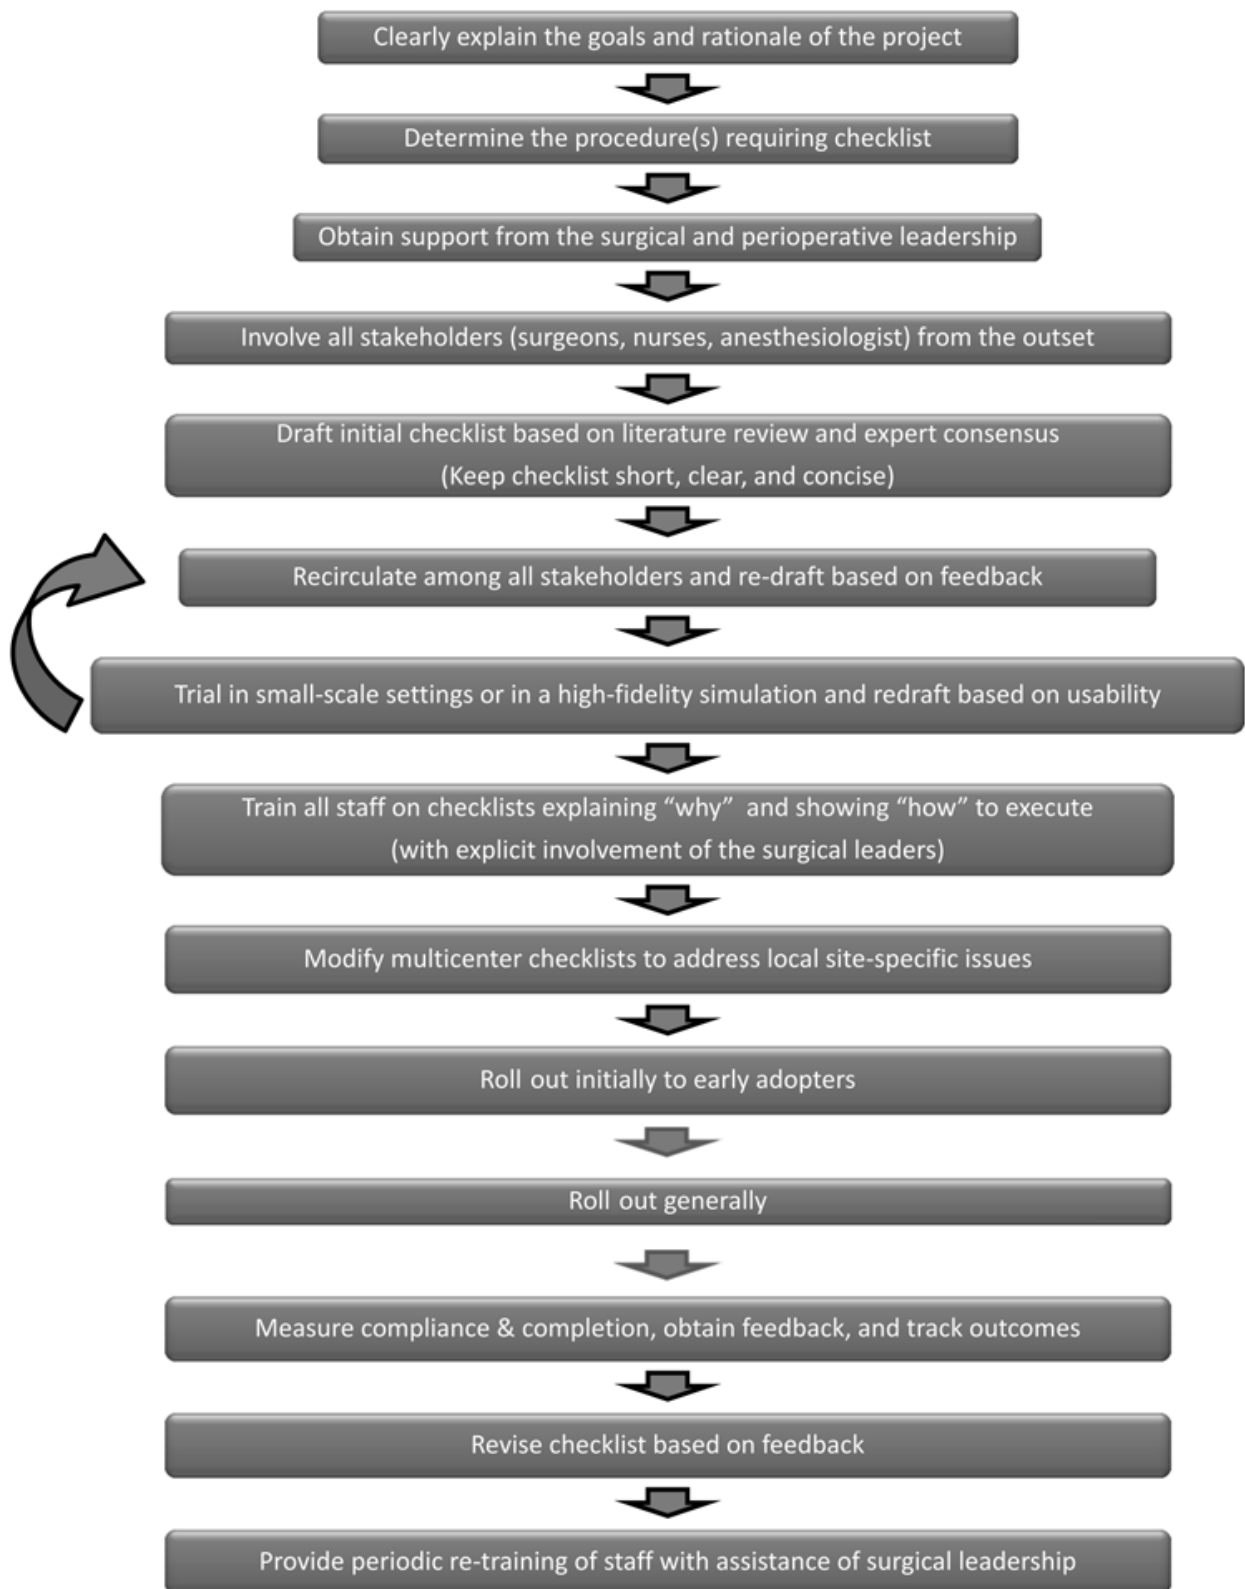 Clearly explain the goals and rationale of the project
Determine the procedure(s) requiring checklist
Obtain support from the surgical and perioperative leadership
Involve all stakeholders (surgeons, nurses, anesthesiologist) from the outset
Draft initial checklist based on literature review and expert consensus
(Keep checklist short, clear, and concise)
Recirculate among all stakeholders and re-draft based on feedback
Trial in small-scale settings or in a high-fidelity simulation and redraft based on usability
Train all staff on checklists explaining “why” and showing “how” to execute
(with explicit involvement of the surgical leaders)
Modify multicenter checklists to address local site-specific issues
Roll out initially to early adopters
Roll out generally
Measure compliance & completion, obtain feedback, and track outcomes
Revise checklist based on feedback
Provide periodic re-training of staff with assistance of surgical leadership